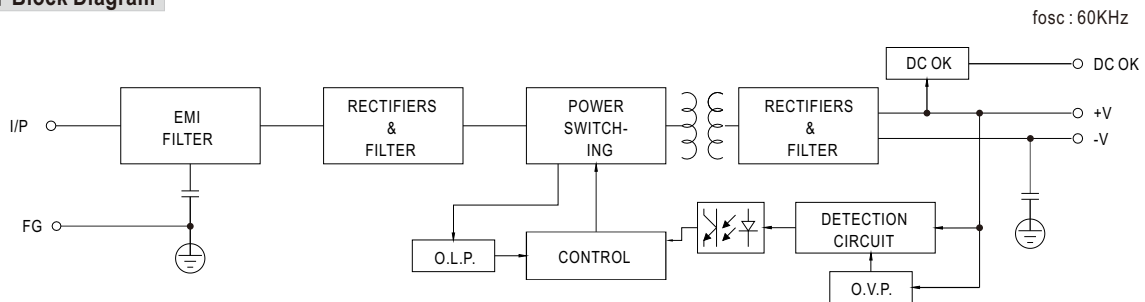 Block Diagram
fosc : 60KHz
DC OK
DC OK
I/P
EMI
FILTER
RECTIFIERS
&
FILTER
POWER
SWITCH-
ING
RECTIFIERS
&
FILTER
+V
-V
FG
O.L.P.
CONTROL
DETECTION
CIRCUIT
O.V.P.